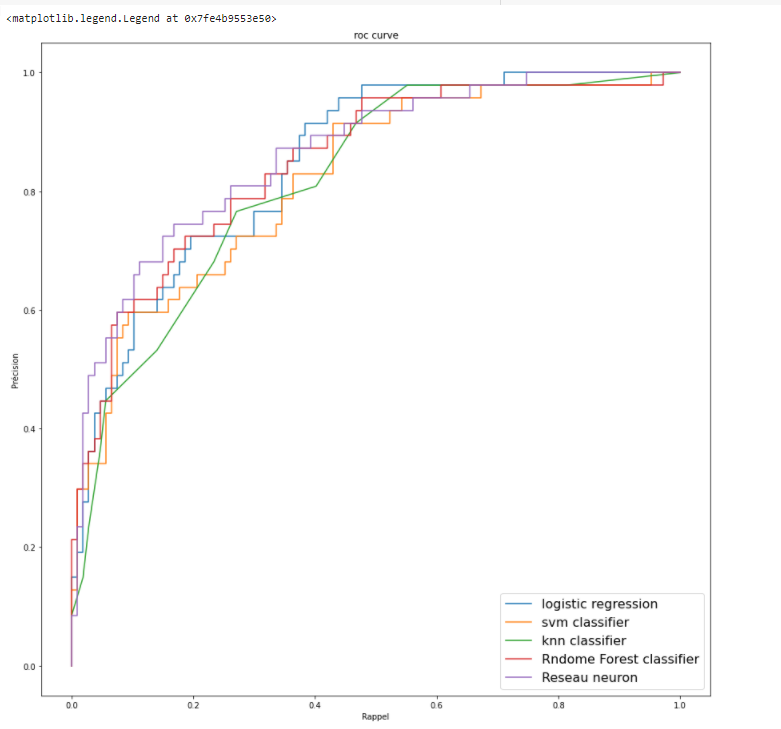 <matplotlib.legend.Legend at 0x7fe4b9553e50>
roc curve
1.0
0.8
0.6
0.4
0.2
0.0
Précision
0.0 0.2 0.4 0.6 0.8 1.0
Rappel
logistic regression
svm classifier
knn classifier
Rndome Forest classifier
Reseau neuron